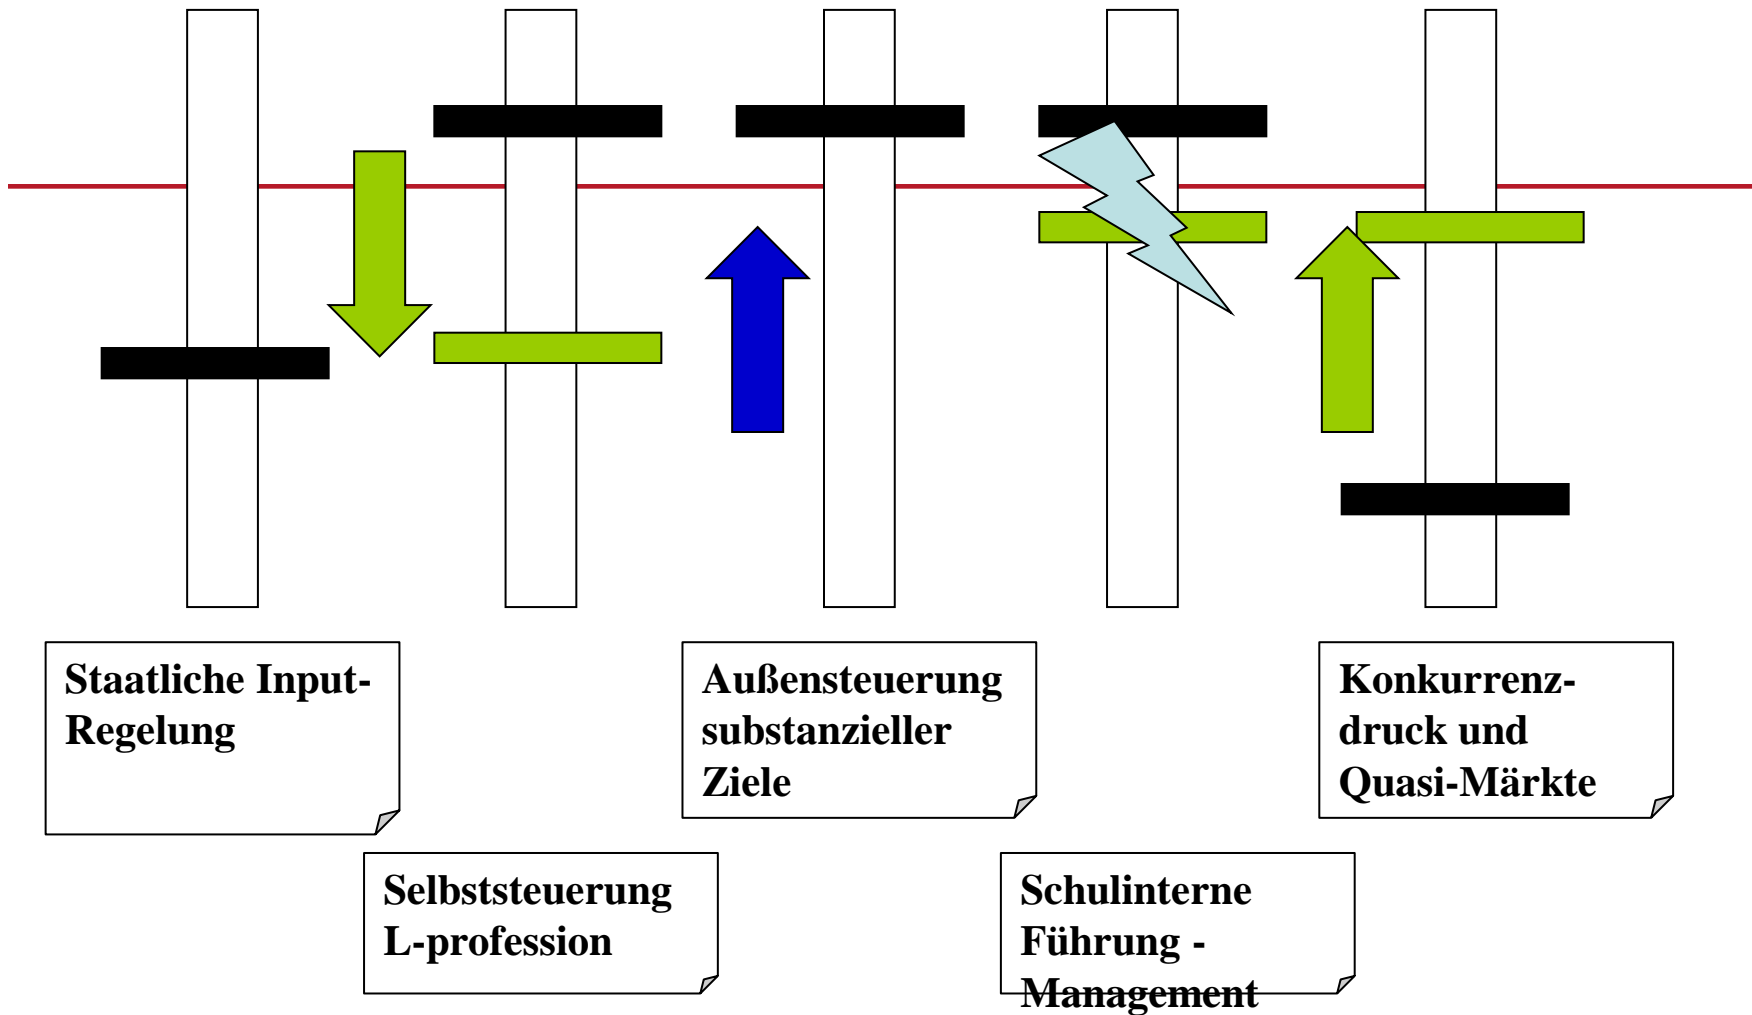 Staatliche Input-
Regelung
Selbststeuerung
L-profession
Außensteuerung
substanzieller
Ziele
Schulinterne
Führung -
Management
Konkurrenz-
druck und
Quasi-Märkte